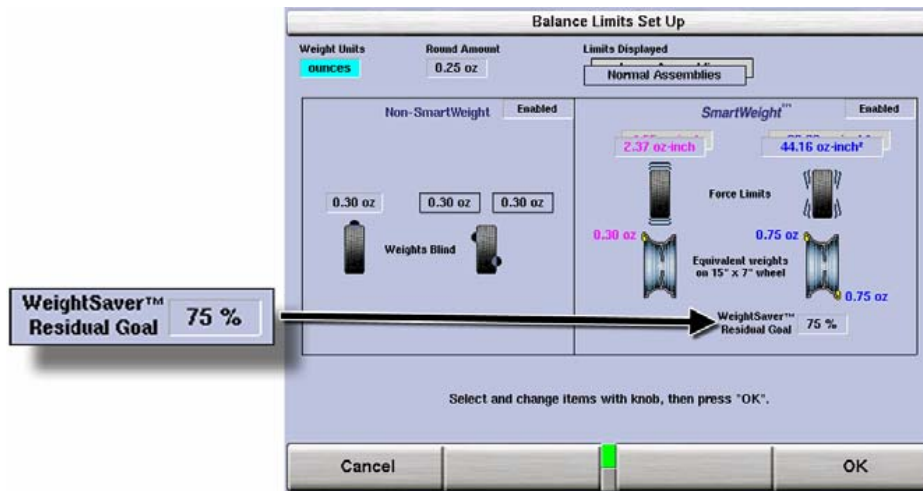 Balance Limits Set Up
Weight Units
Round Amount
Limits Displayed
ounces
0.25 oz
Normal Assemblies
Non-SmartWeight
Enabled
SmartWeight™
Enabled
2.37 oz-inch
44.16 oz-inch²
0.30 oz
0.30 oz
0.30 oz
Force Limits
Weights Blind
0.30 oz
0.75 oz
Equivalent weights
on 15" x 7" wheel
0.75 oz
WeightSaver™
Residual Goal
75 %
WeightSaver™
Residual Goal
75 %
Select and change items with knob, then press "OK".
Cancel
OK